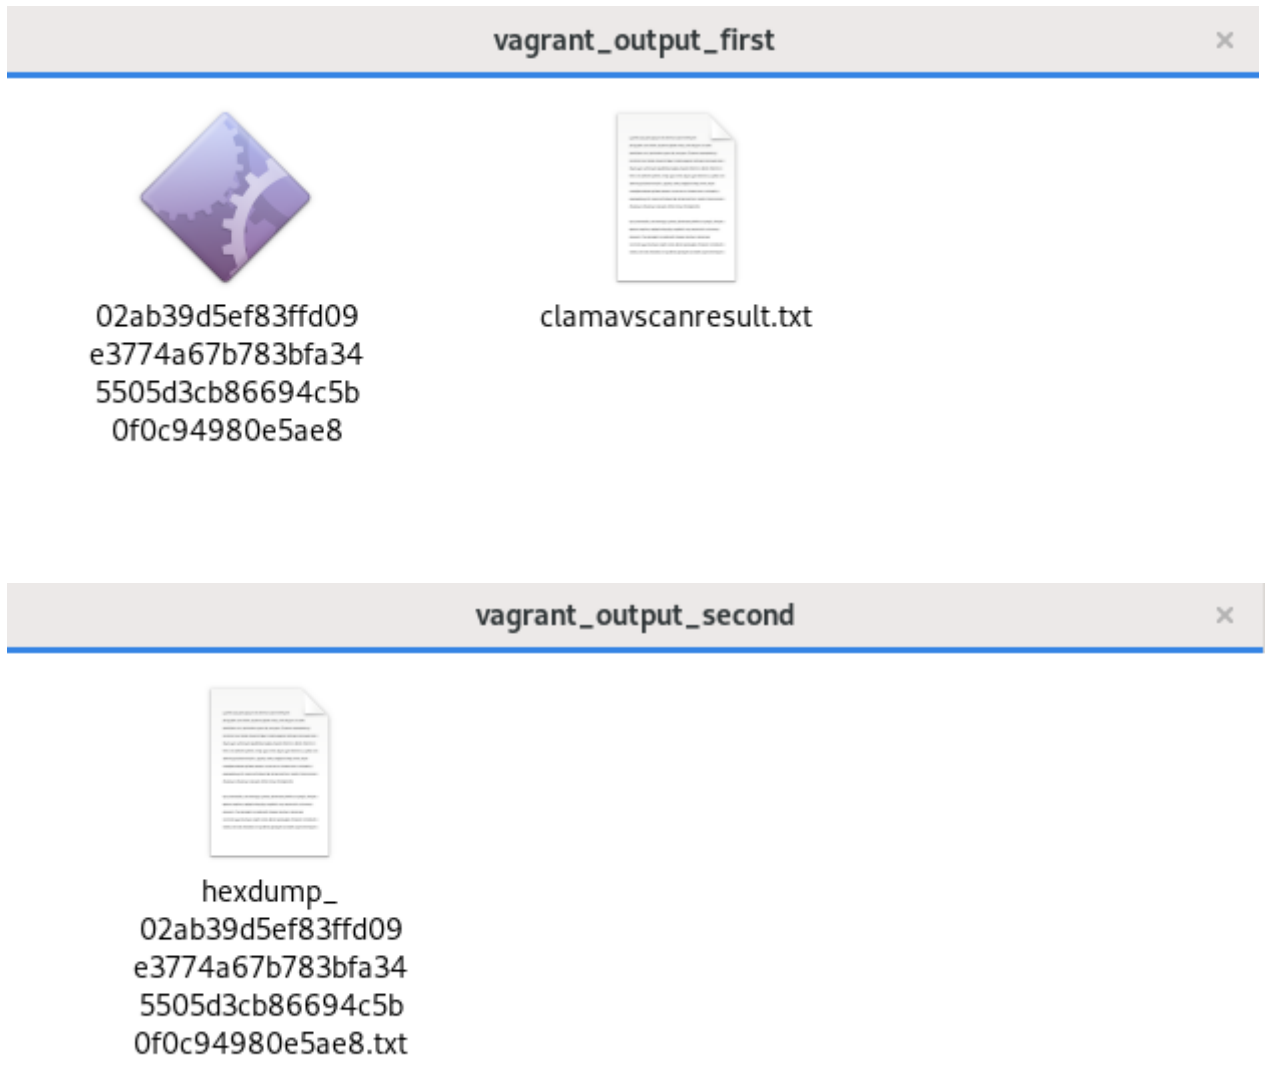 vagrant_output_first
02ab39d5ef83ffd09
e3774a67b783bfa34
5505d3cb86694c5b
0f0c94980e5ae8
clamavscanresult.txt
vagrant_output_second
hexdump_
02ab39d5ef83ffd09
e3774a67b783bfa34
5505d3cb86694c5b
0f0c94980e5ae8.txt